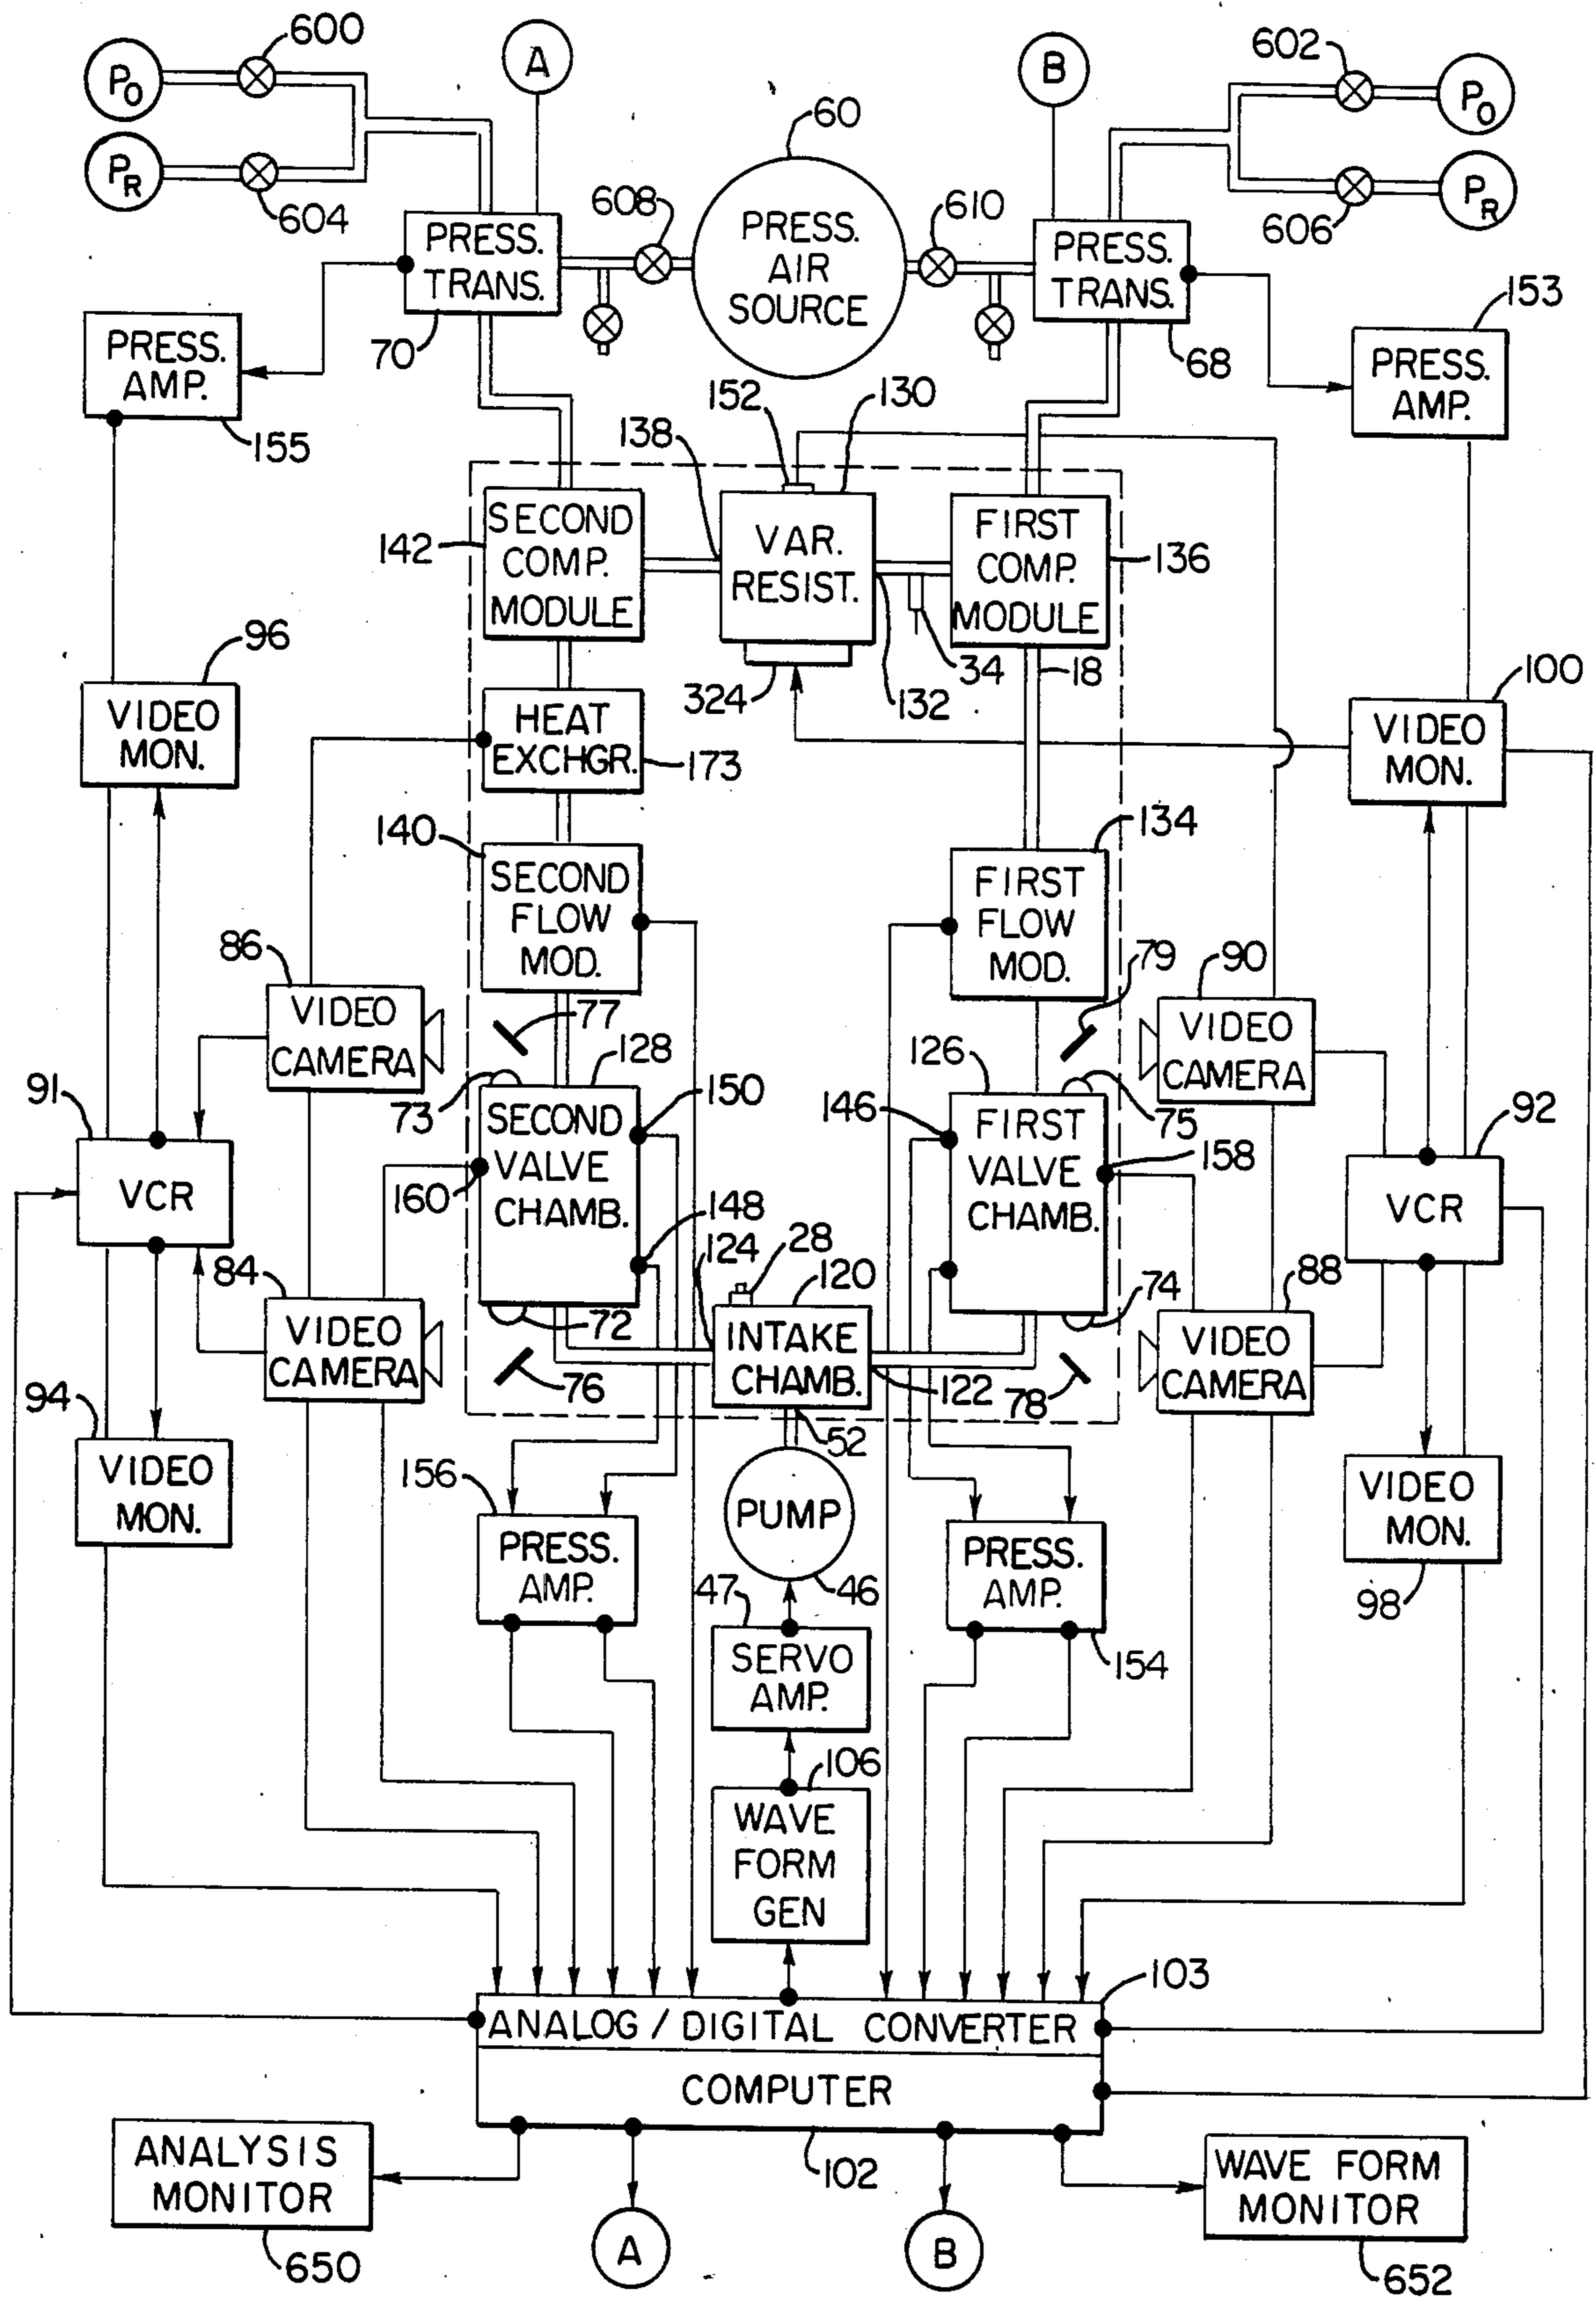 600
A
602
B
P_O
P_O
60
P_R
604
608
610
606
P_R
PRESS.
TRANS.
PRESS.
AIR
SOURCE
PRESS.
TRANS.
153
PRESS.
AMP.
70
68
PRESS.
AMP.
155
152
130
138
142
SECOND
COMP.
MODULE
VAR.
RESIST.
FIRST
COMP.
MODULE
136
96
324
132
34
18
100
VIDEO
MON.
HEAT
EXCHGR.
173
VIDEO
MON.
140
134
SECOND
FLOW
MOD.
FIRST
FLOW
MOD.
86
77
79
90
VIDEO
CAMERA
128
126
VIDEO
CAMERA
91
73
150
146
75
92
VCR
SECOND
VALVE
CHAMB.
FIRST
VALVE
CHAMB.
158
VCR
160
148
84
124
28
120
74
88
VIDEO
CAMERA
72
INTAKE
CHAMB.
VIDEO
CAMERA
94
76
122
78
52
VIDEO
MON.
156
PUMP
VIDEO
MON.
PRESS.
AMP.
PRESS.
AMP.
47
46
98
SERVO
AMP.
154
106
WAVE
FORM
GEN
103
ANALOG / DIGITAL CONVERTER
COMPUTER
102
ANALYSIS
MONITOR
WAVE FORM
MONITOR
650
A
B
652